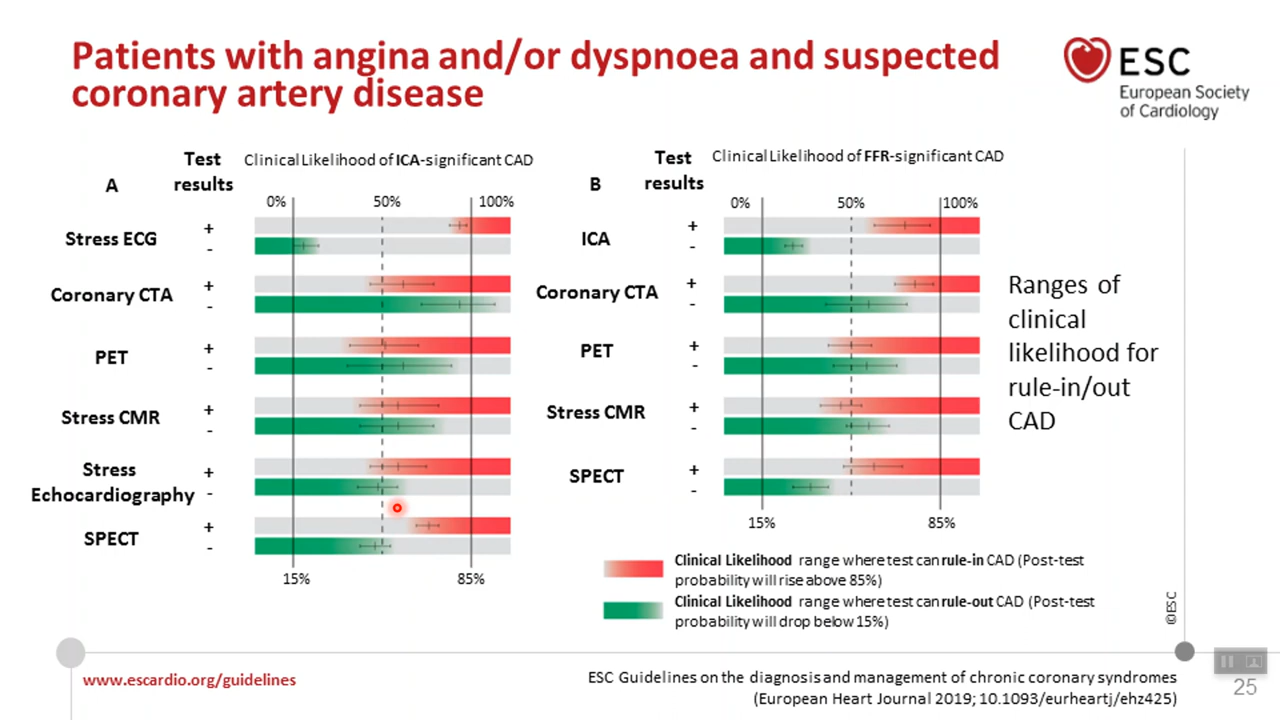 Patients with angina and/or dyspnoea and suspected
coronary artery disease
ESC
European Society
of Cardiology
A
Test
results
Clinical Likelihood of ICA-significant CAD
0%
50%
100%
Stress ECG
+
-
Coronary CTA
+
-
PET
+
-
Stress CMR
+
-
Stress
Echocardiography
+
-
SPECT
+
-
15%
85%
B
Test
results
Clinical Likelihood of FFR-significant CAD
0%
50%
100%
ICA
+
-
Coronary CTA
+
-
PET
+
-
Stress CMR
+
-
SPECT
+
-
15%
85%
Ranges of
clinical
likelihood for
rule-in/out
CAD
Clinical Likelihood range where test can rule-in CAD (Post-test
probability will rise above 85%)
Clinical Likelihood range where test can rule-out CAD (Post-test
probability will drop below 15%)
©ESC
www.escardio.org/guidelines
ESC Guidelines on the diagnosis and management of chronic coronary syndromes
(European Heart Journal 2019; 10.1093/eurheartj/ehz425)
25